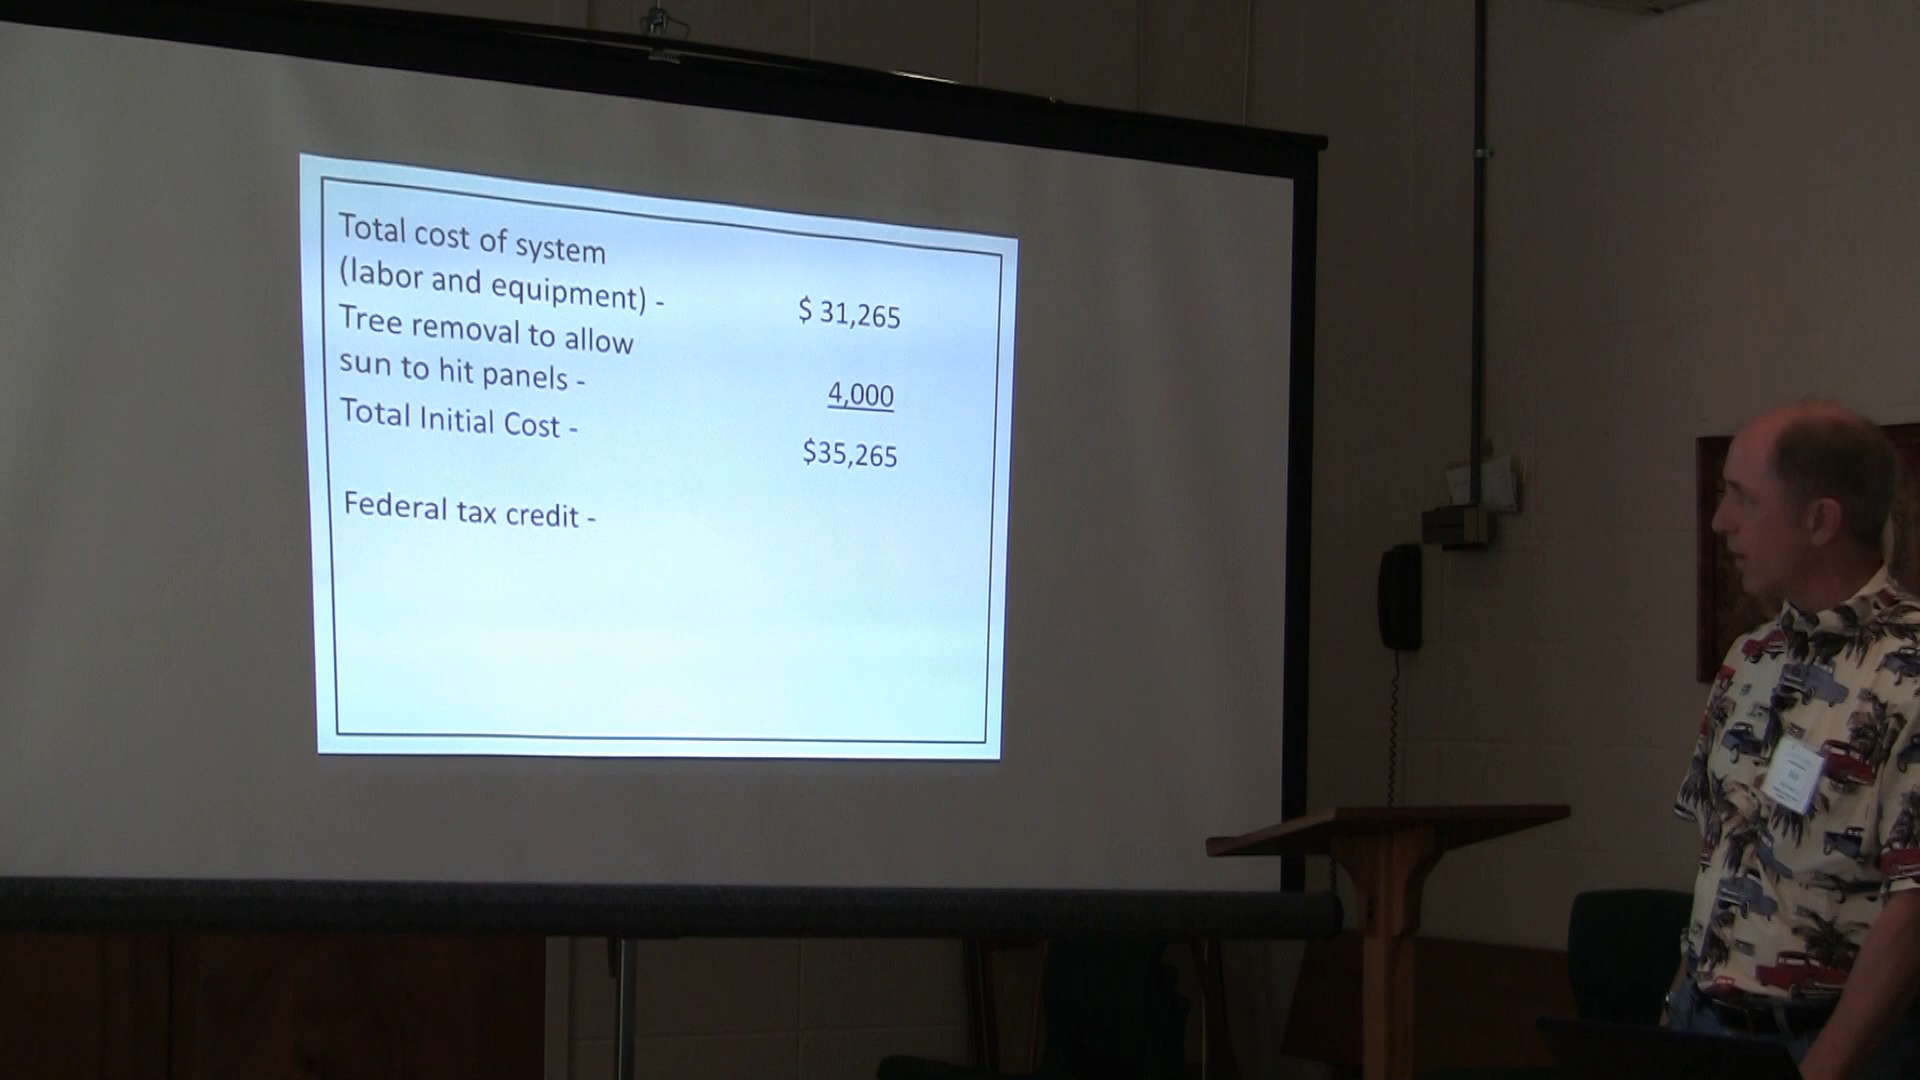 Total cost of system
(labor and equipment) - $ 31,265
Tree removal to allow
sun to hit panels - 4,000
Total Initial Cost - $35,265
Federal tax credit -